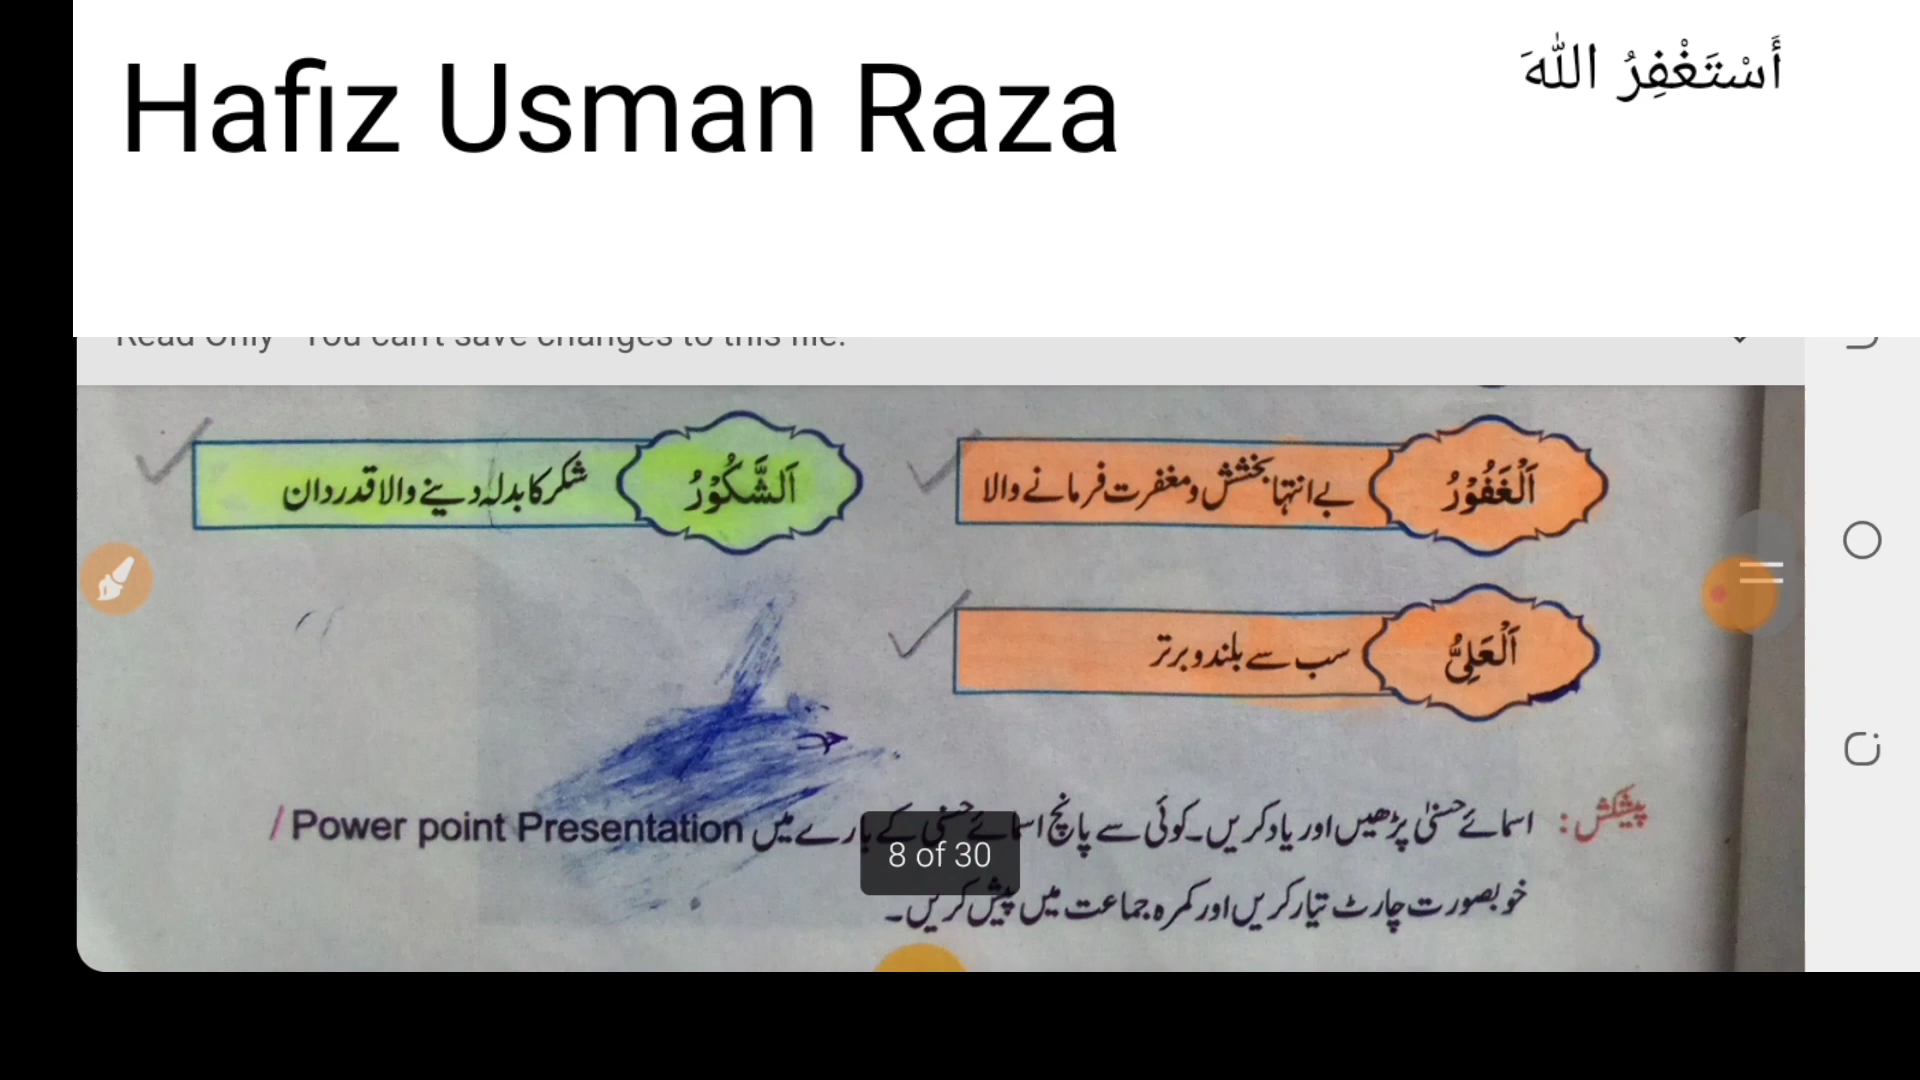 Hafiz Usman Raza
أَسْتَغْفِرُ اللّٰهَ
Read Only - You can't save changes to this file.
اَلْغَفُوْرُ بے انتہا بخشش و مغفرت فرمانے والا
اَلشَّكُوْرُ شکر کا بدلہ دینے والا قدردان
اَلْعَلِيُّ سب سے بلند و برتر
پیشکش: اسمائے حسنیٰ پڑھیں اور یاد کریں۔ کوئی سے پانچ اسمائے حسنیٰ کے بارے میں Power point Presentation /
8 of 30
خوبصورت چارٹ تیار کریں اور کمرہ جماعت میں پیش کریں۔